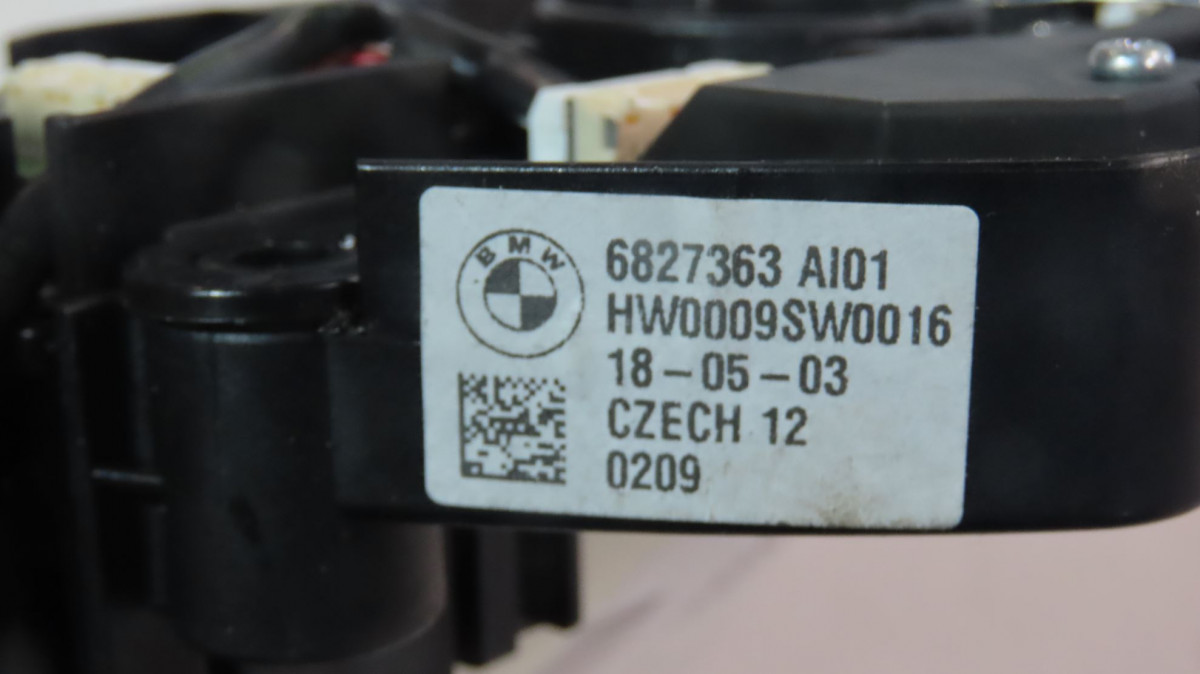 BMW
6827363 AI01
HW0009SW0016
18-05-03
CZECH 12
0209